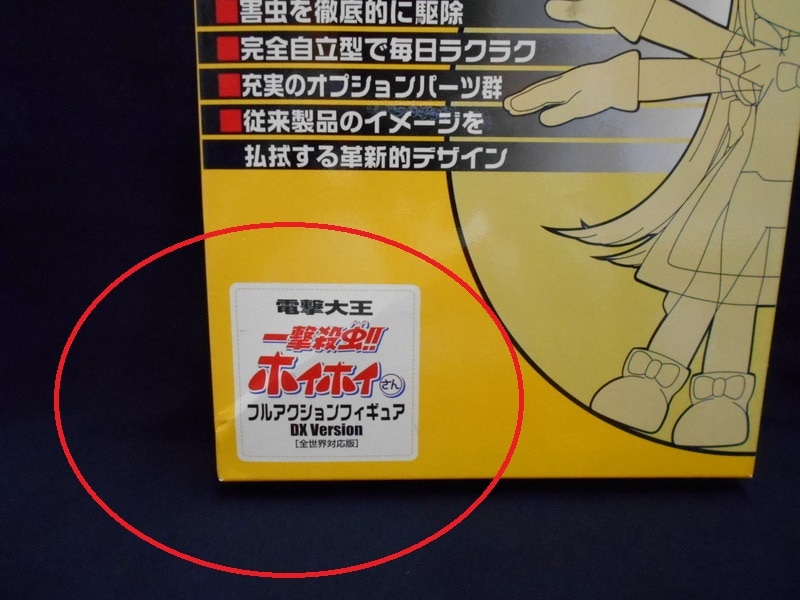 害虫を徹底的に駆除
完全自立型で毎日ラクラク
充実のオプションパーツ群
従来製品のイメージを
払拭する革新的デザイン
電撃大王
一撃殺虫!!
ホイホイさん
フルアクションフィギュア
DX Version
[全世界対応版]